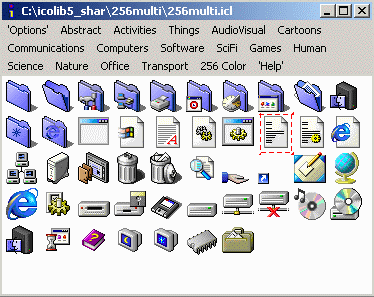 C:\icolib5_shar\256multi\256multi.icl
'Options' Abstract Activities Things AudioVisual Cartoons
Communications Computers Software SciFi Games Human
Science Nature Office Transport 256 Color 'Help'